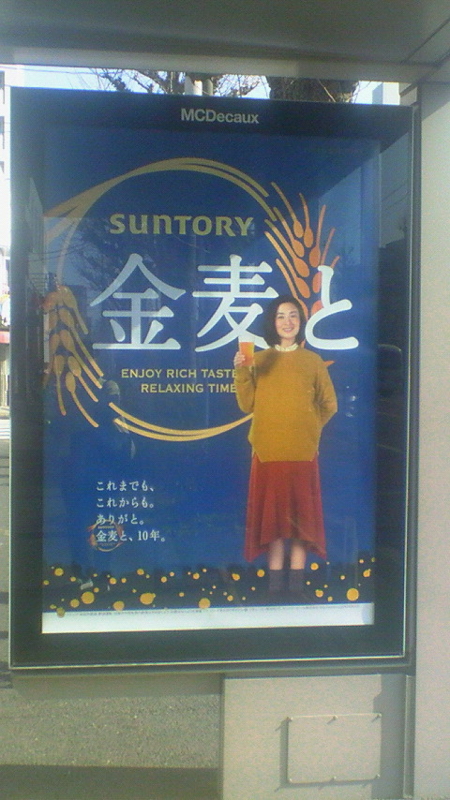 MCDecaux
SUNTORY
金麦と
ENJOY RICH TASTE
RELAXING TIME
これまでも、
これからも。
ありがと。
金麦と、10年。